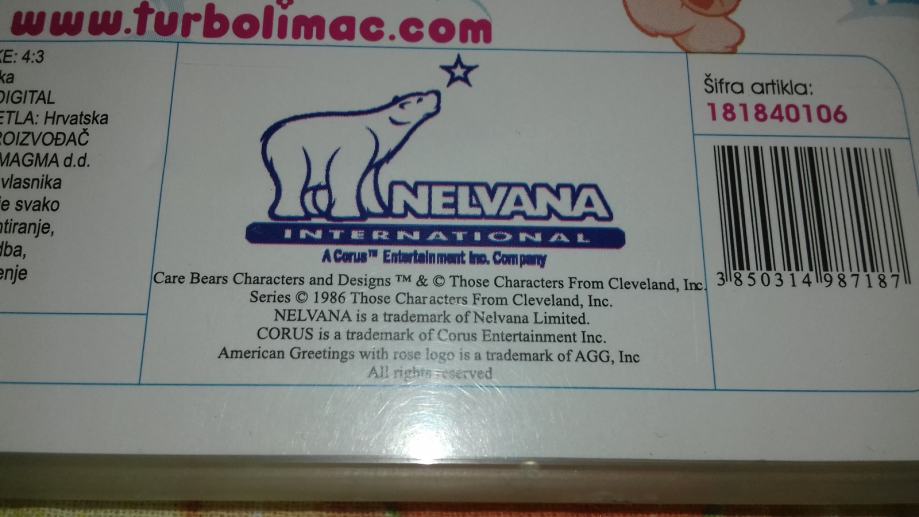 www.turbolimac.com
KE: 4:3
ka
DIGITAL
ETLA: Hrvatska
ROIZVOĐAČ
MAGMA d.d.
vlasnika
je svako
ntiranje,
dba,
enje
NELVANA
INTERNATIONAL
A Corus™ Entertainment Inc. Company
Care Bears Characters and Designs ™ & © Those Characters From Cleveland, Inc.
Series © 1986 Those Characters From Cleveland, Inc.
NELVANA is a trademark of Nelvana Limited.
CORUS is a trademark of Corus Entertainment Inc.
American Greetings with rose logo is a trademark of AGG, Inc
All rights reserved
Šifra artikla:
181840106
3 850314 987187